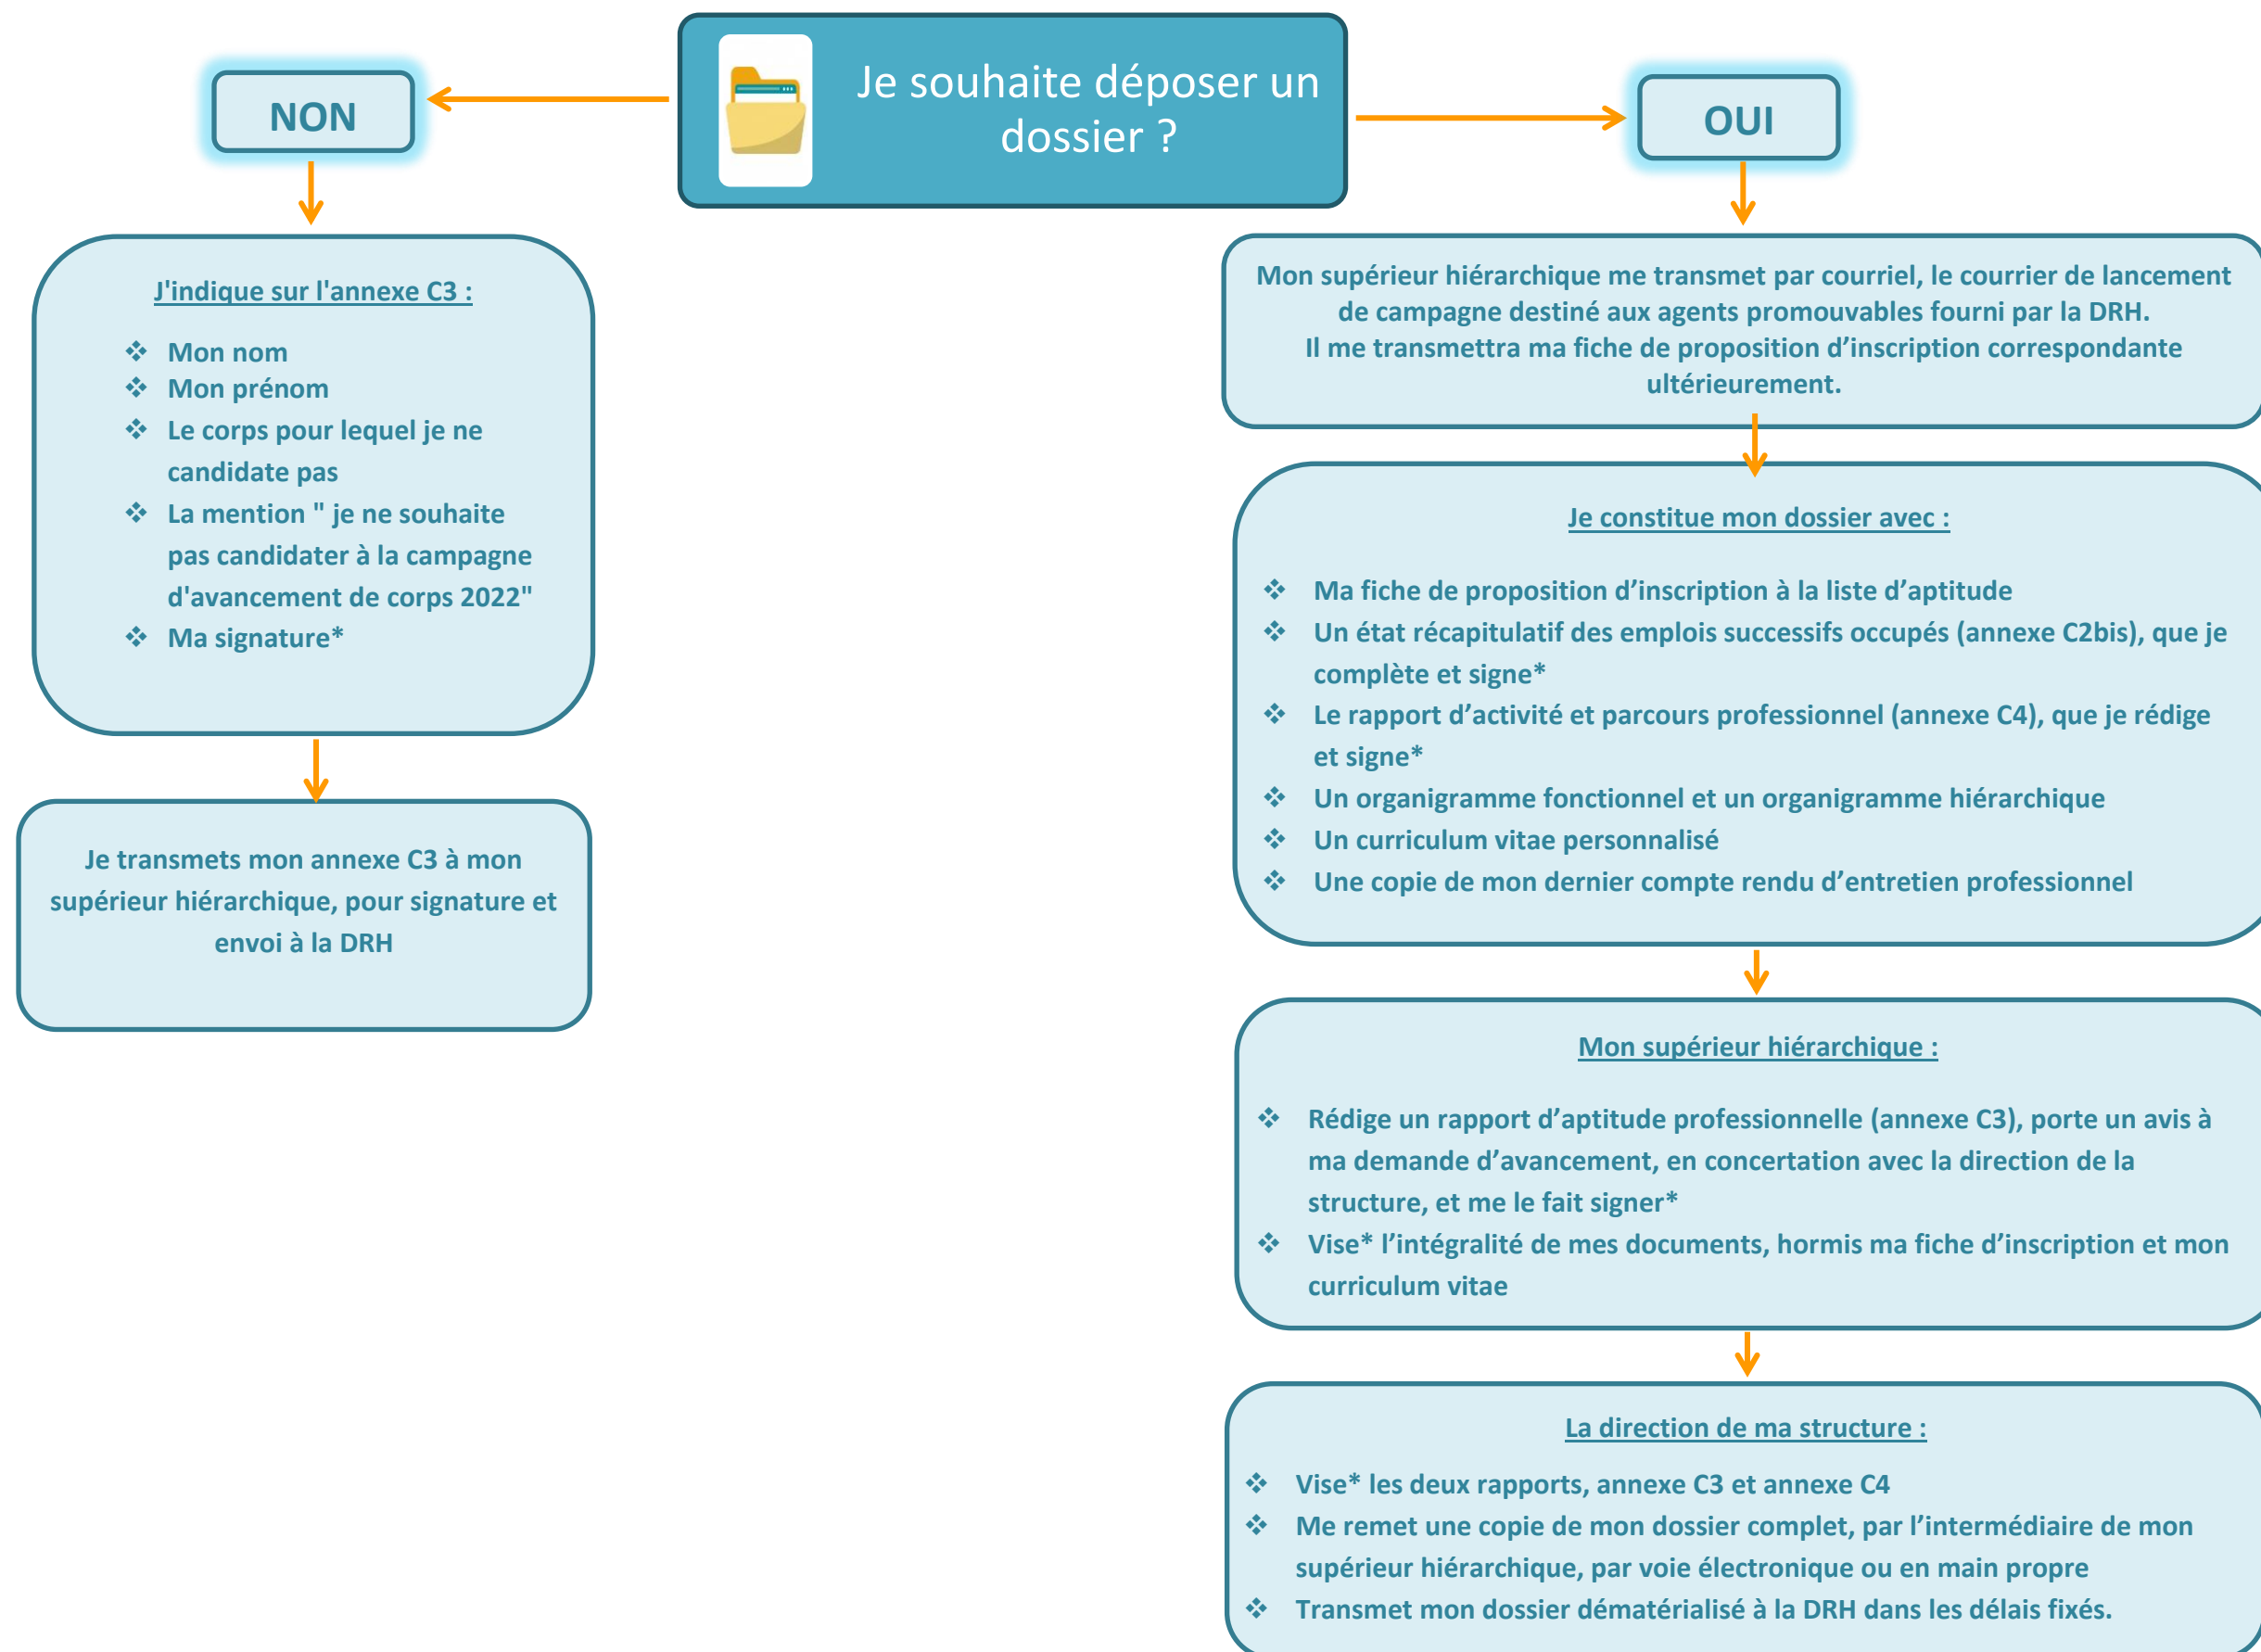 Je souhaite déposer un
dossier ?
NON
J'indique sur l'annexe C3 :
❖ Mon nom
❖ Mon prénom
❖ Le corps pour lequel je ne
candidate pas
❖ La mention " je ne souhaite
pas candidater à la campagne
d'avancement de corps 2022"
❖ Ma signature*
Je transmets mon annexe C3 à mon
supérieur hiérarchique, pour signature et
envoi à la DRH
OUI
Mon supérieur hiérarchique me transmet par courriel, le courrier de lancement
de campagne destiné aux agents promouvables fourni par la DRH.
Il me transmettra ma fiche de proposition d’inscription correspondante
ultérieurement.
Je constitue mon dossier avec :
❖ Ma fiche de proposition d’inscription à la liste d’aptitude
❖ Un état récapitulatif des emplois successifs occupés (annexe C2bis), que je
complète et signe*
❖ Le rapport d’activité et parcours professionnel (annexe C4), que je rédige
et signe*
❖ Un organigramme fonctionnel et un organigramme hiérarchique
❖ Un curriculum vitae personnalisé
❖ Une copie de mon dernier compte rendu d’entretien professionnel
Mon supérieur hiérarchique :
❖ Rédige un rapport d’aptitude professionnelle (annexe C3), porte un avis à
ma demande d’avancement, en concertation avec la direction de la
structure, et me le fait signer*
❖ Vise* l’intégralité de mes documents, hormis ma fiche d’inscription et mon
curriculum vitae
La direction de ma structure :
❖ Vise* les deux rapports, annexe C3 et annexe C4
❖ Me remet une copie de mon dossier complet, par l’intermédiaire de mon
supérieur hiérarchique, par voie électronique ou en main propre
❖ Transmet mon dossier dématérialisé à la DRH dans les délais fixés.